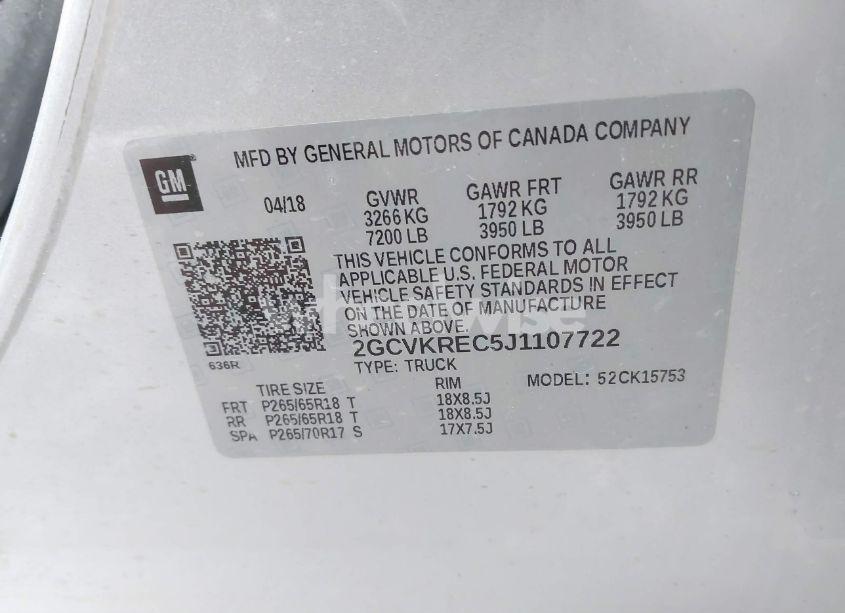 MFD BY GENERAL MOTORS OF CANADA COMPANY
GM
04/18
GVWR GAWR FRT GAWR RR
3266 KG 1792 KG 1792 KG
7200 LB 3950 LB 3950 LB
THIS VEHICLE CONFORMS TO ALL
APPLICABLE U.S. FEDERAL MOTOR
VEHICLE SAFETY STANDARDS IN EFFECT
ON THE DATE OF MANUFACTURE
SHOWN ABOVE.
636R
2GCVKREC5J1107722
TYPE: TRUCK MODEL: 52CK15753
TIRE SIZE RIM
FRT P265/65R18 T 18X8.5J
RR P265/65R18 T 18X8.5J
SPA P265/70R17 S 17X7.5J